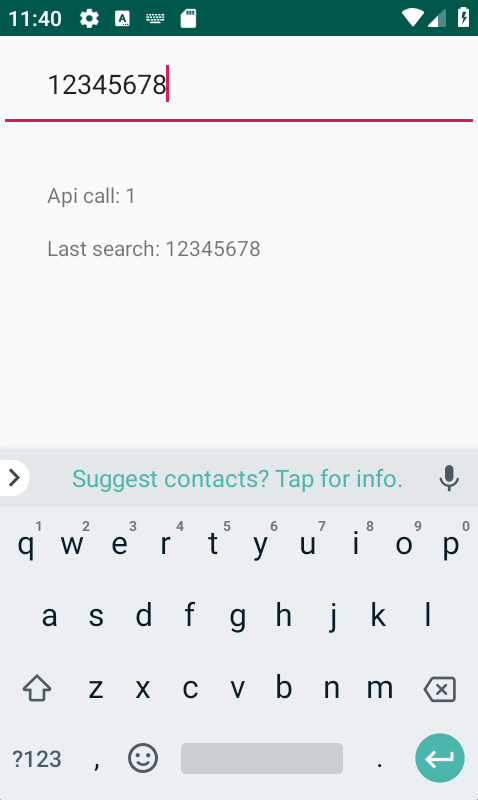 11:40
12345678
Api call: 1
Last search: 12345678
Suggest contacts? Tap for info.
1 2 3 4 5 6 7 8 9 0
q w e r t y u i o p
a s d f g h j k l
z x c v b n m
?123 , .